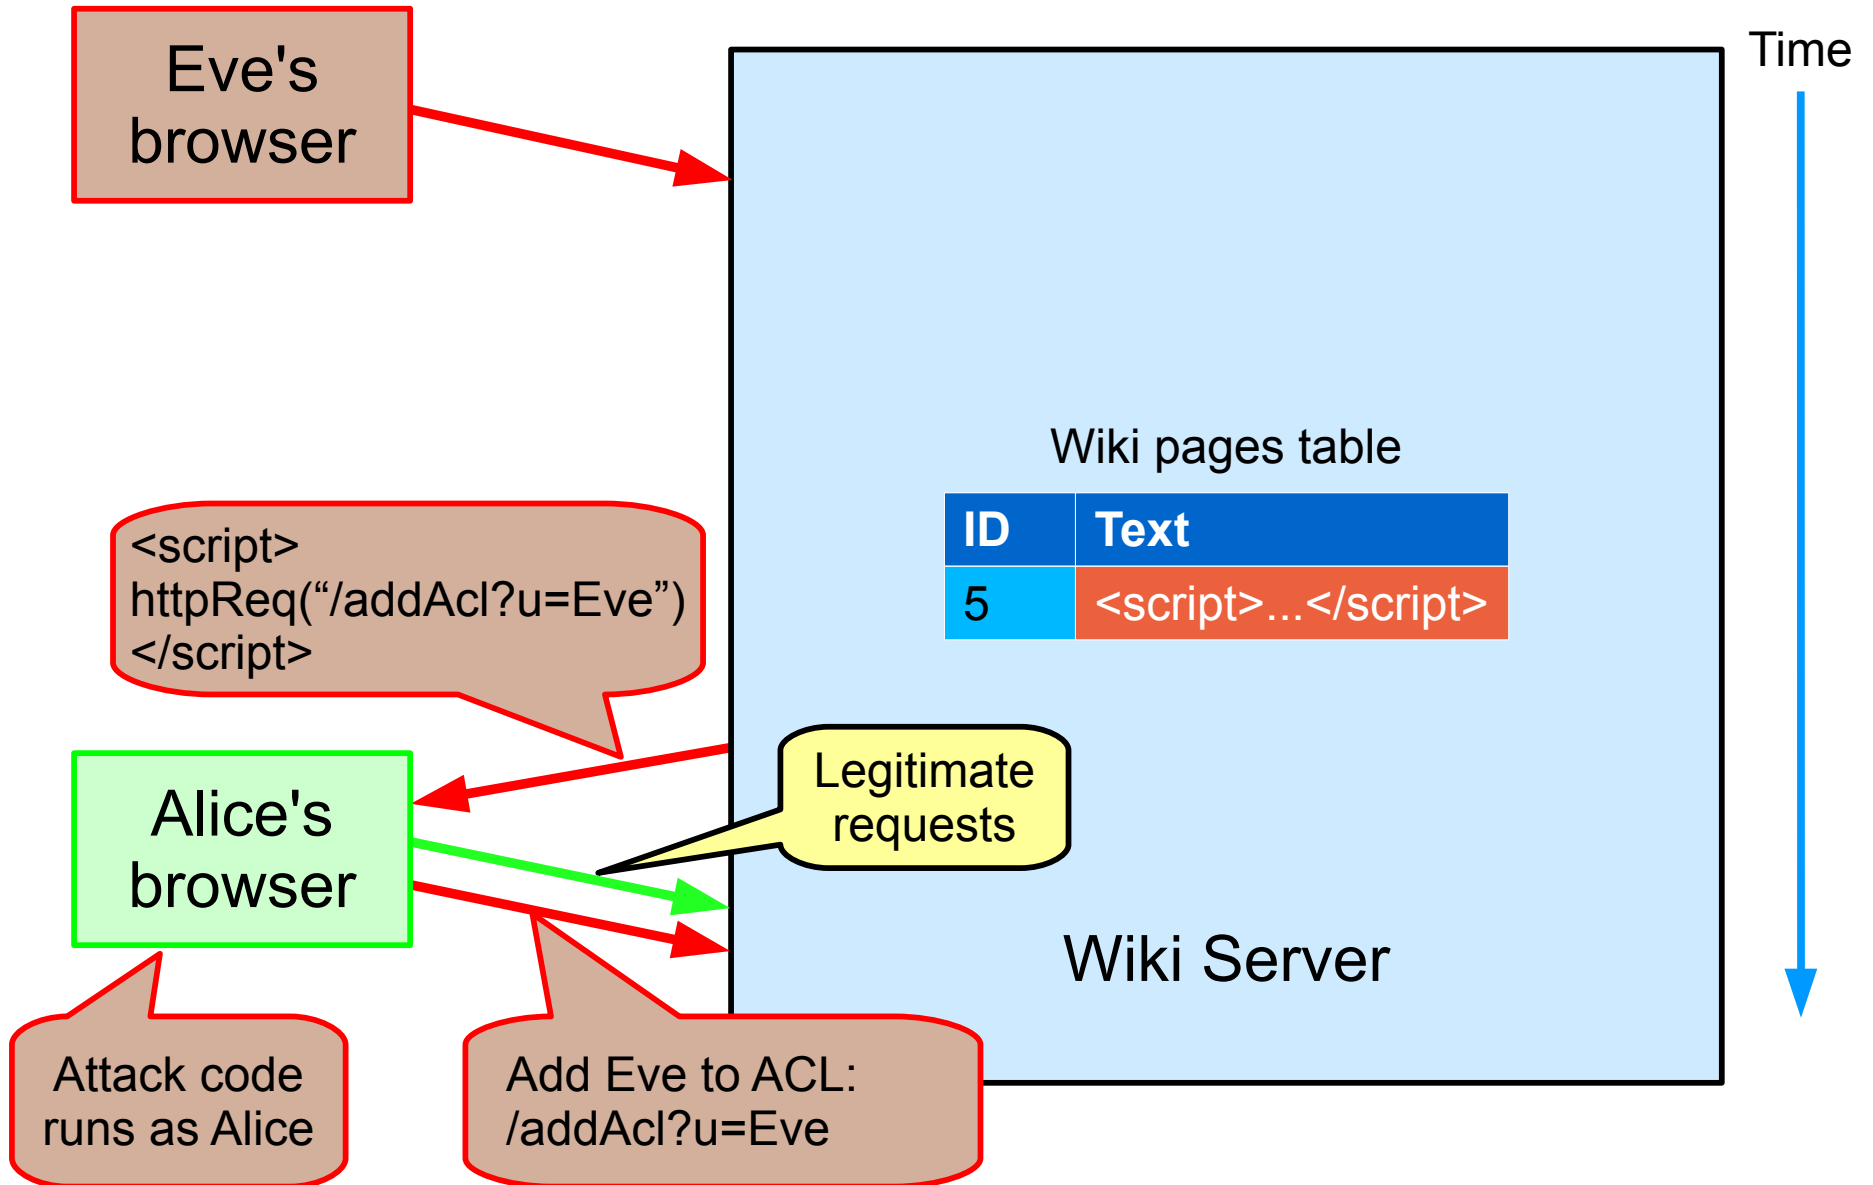 Eve's
browser
Time
Wiki pages table
ID Text
5 <script>...</script>
<script>
httpReq(“/addAcl?u=Eve”)
</script>
Legitimate
requests
Alice's
browser
Wiki Server
Attack code
runs as Alice
Add Eve to ACL:
/addAcl?u=Eve